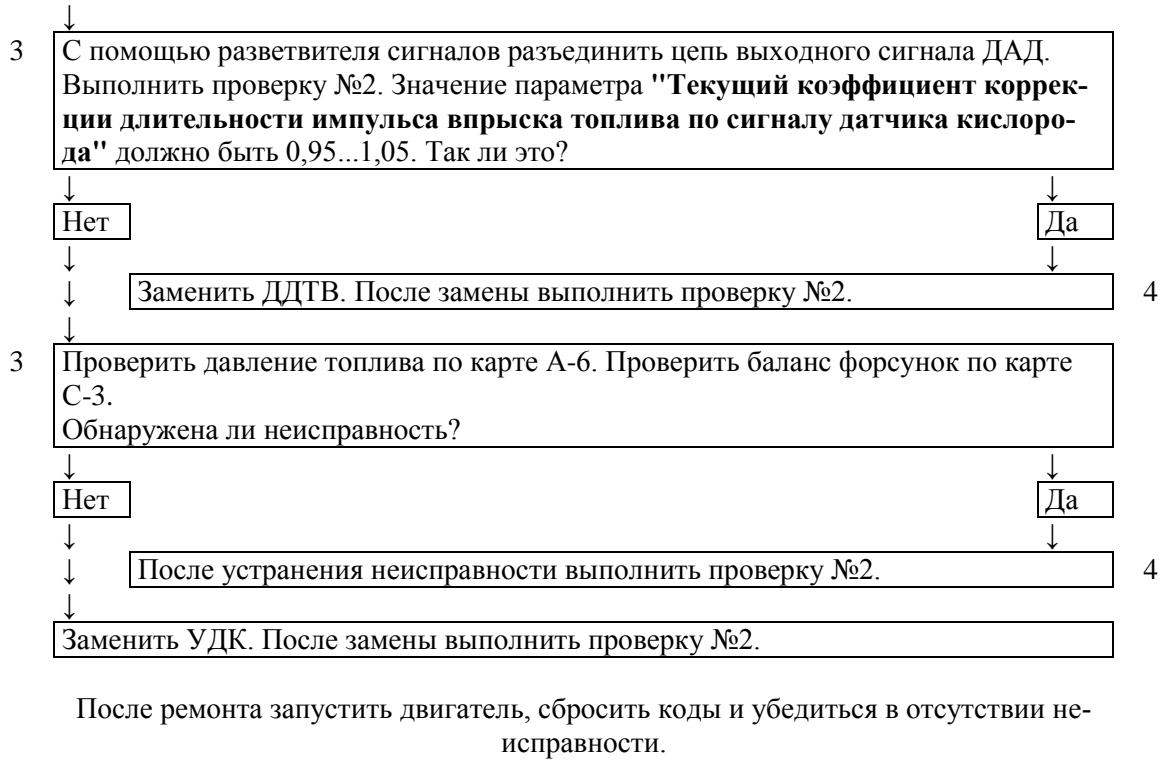 ↓
3 С помощью разветвителя сигналов разъединить цепь выходного сигнала ДАД.
Выполнить проверку №2. Значение параметра "Текущий коэффициент коррек-
ции длительности импульса впрыска топлива по сигналу датчика кислоро-
да" должно быть 0,95...1,05. Так ли это?
↓ ↓
Нет Да
↓ ↓
↓ Заменить ДДТВ. После замены выполнить проверку №2. 4
↓
3 Проверить давление топлива по карте А-6. Проверить баланс форсунок по карте
С-3.
Обнаружена ли неисправность?
↓ ↓
Нет Да
↓ ↓
↓ После устранения неисправности выполнить проверку №2. 4
↓
Заменить УДК. После замены выполнить проверку №2.
После ремонта запустить двигатель, сбросить коды и убедиться в отсутствии не-
исправности.